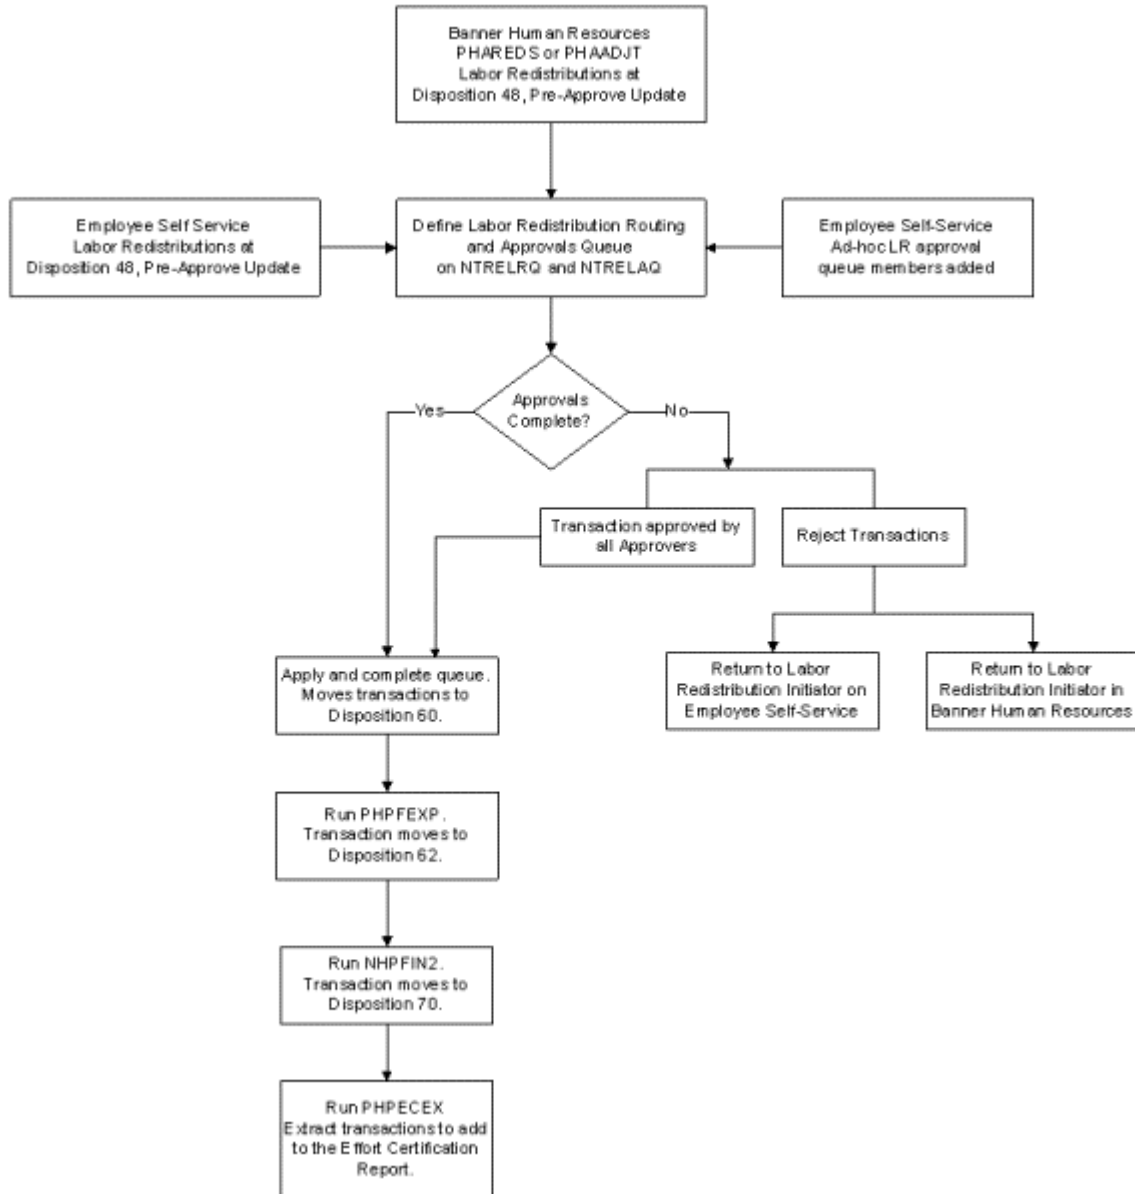 Banner Human Resources
PHAREDS or PHAADJT
Labor Redistributions at
Disposition 48, Pre-Approve Update
Employee Self Service
Labor Redistributions at
Disposition 48, Pre-Approve Update
Define Labor Redistribution Routing
and Approvals Queue
on NTRELRQ and NTRELAQ
Employee Self-Service
Ad-hoc LR approval
queue members added
Approvals
Complete?
Yes
No
Transaction approved by
all Approvers
Reject Transactions
Apply and complete queue.
Moves transactions to
Disposition 60.
Return to Labor
Redistribution Initiator on
Employee Self-Service
Return to Labor
Redistribution Initiator in
Banner Human Resources
Run PHPFEXP.
Transaction moves to
Disposition 62.
Run NHPFIN2.
Transaction moves to
Disposition 70.
Run PHPECEX
Extract transactions to add
to the Effort Certification
Report.